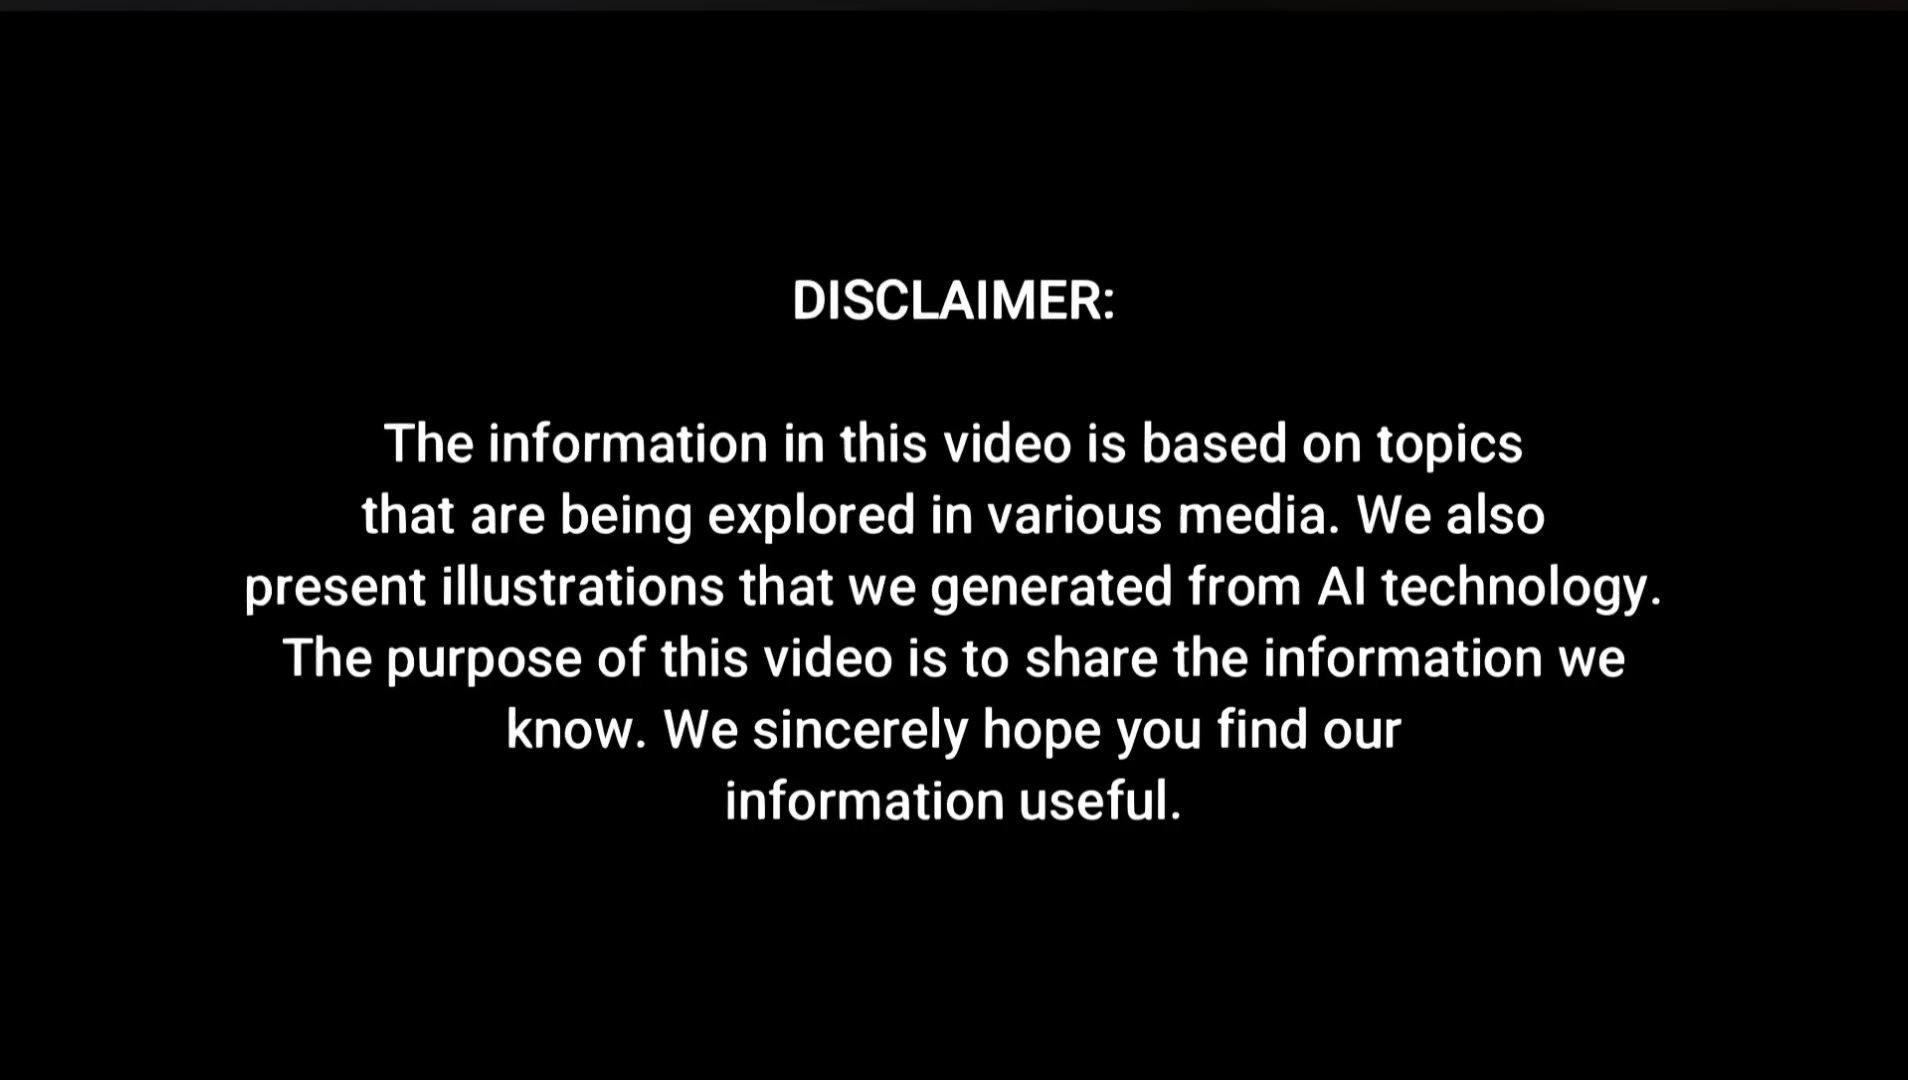 DISCLAIMER:
The information in this video is based on topics
that are being explored in various media. We also
present illustrations that we generated from AI technology.
The purpose of this video is to share the information we
know. We sincerely hope you find our
information useful.